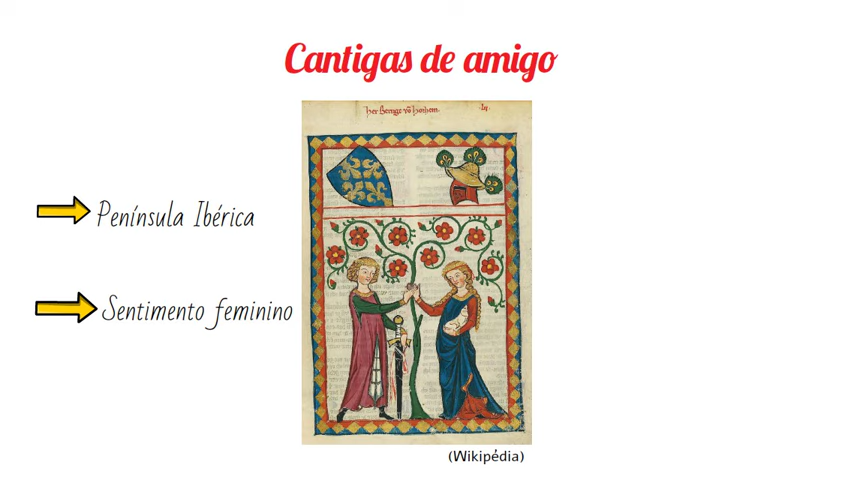 Cantigas de amigo
Península Ibérica
Sentimento feminino
(Wikipédia)